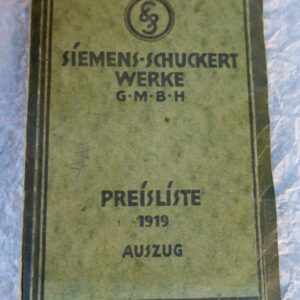 SIEMENS·SCHUCKERT
WERKE
G·M·B·H
PREISLISTE
1919
AUSZUG